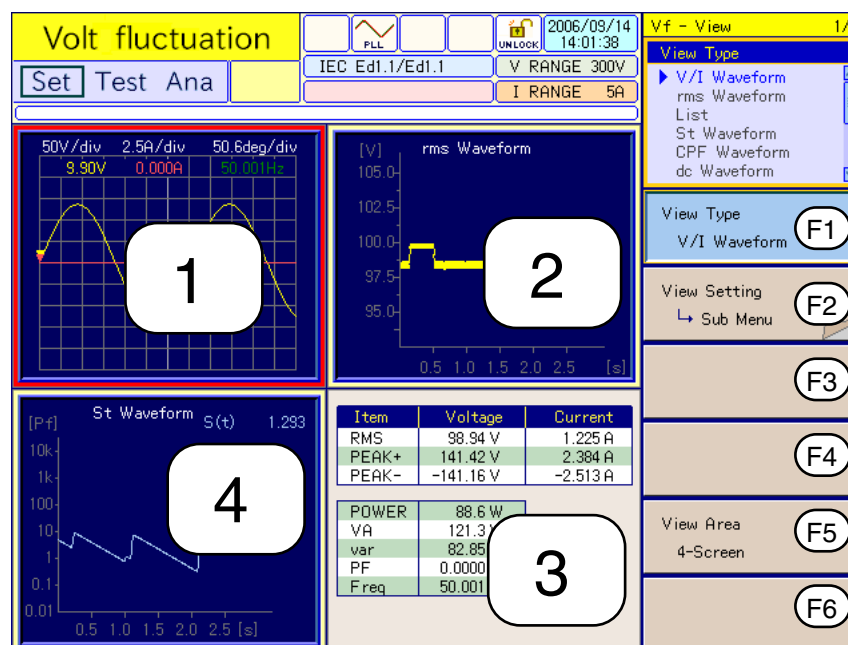 Volt fluctuation
Set Test Ana
PLL
UNLOCK
2006/09/14
14:01:38
IEC Ed1.1/Ed1.1
V RANGE 300V
I RANGE 5A
Vf - View 1/
View Type
V/I Waveform
rms Waveform
List
St Waveform
CPF Waveform
dc Waveform
View Type
V/I Waveform
F1
View Setting
Sub Menu
F2
F3
F4
View Area
4-Screen
F5
F6
50V/div 2.5A/div 50.6deg/div
9.90V 0.000A 50.001Hz
1
[V] rms Waveform
105.0
102.5
100.0
97.5
95.0
0.5 1.0 1.5 2.0 2.5 [s]
2
[Pf] St Waveform S(t) 1.293
10k
1k
100
10
1
0.1
0.01
0.5 1.0 1.5 2.0 2.5 [s]
4
Item Voltage Current
RMS 98.94 V 1.225 A
PEAK+ 141.42 V 2.384 A
PEAK- -141.16 V -2.513 A
POWER 88.6 W
VA 121.3
var 82.85
PF 0.0000
Freq 50.001
3